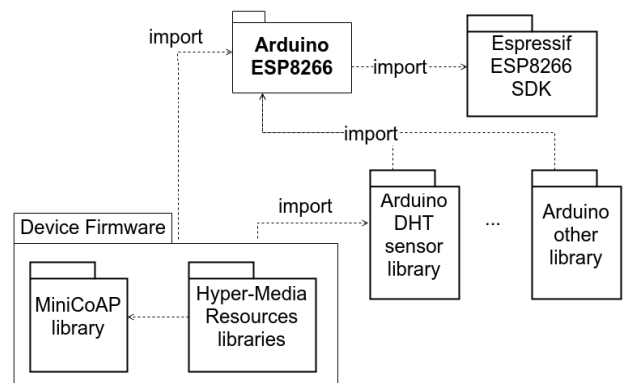 import
Arduino
ESP8266
import
Espressif
ESP8266
SDK
import
Device Firmware
import
Arduino
DHT
sensor
library
...
Arduino
other
library
MiniCoAP
library
Hyper-Media
Resources
libraries